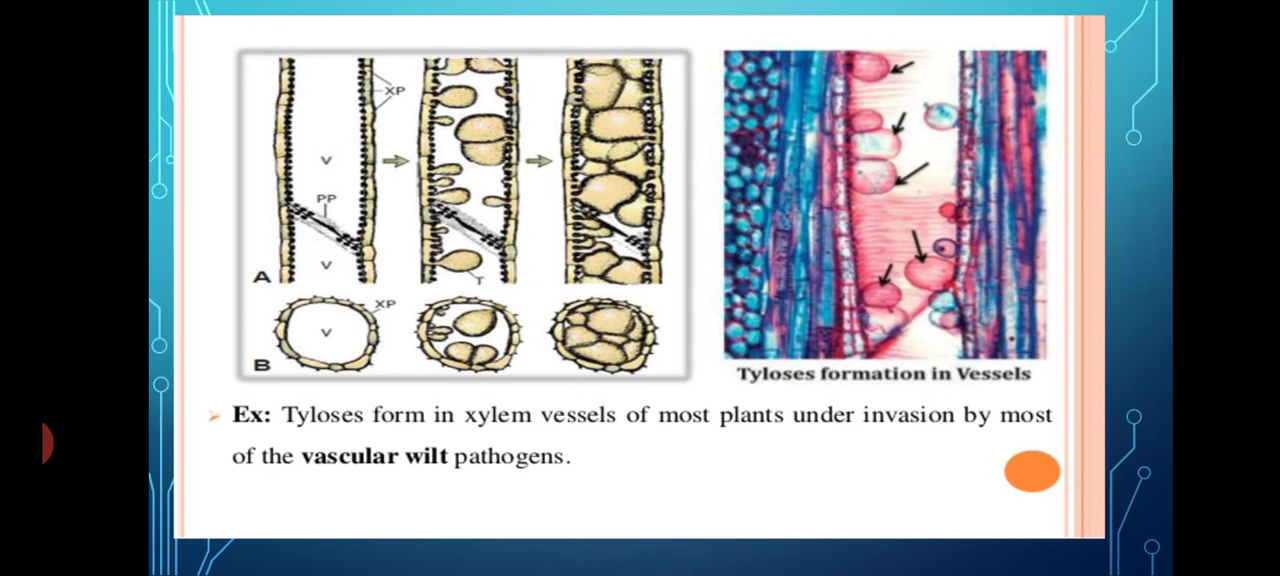 XP
V
PP
V
A
T
XP
V
B
Tyloses formation in Vessels
Ex: Tyloses form in xylem vessels of most plants under invasion by most
of the vascular wilt pathogens.